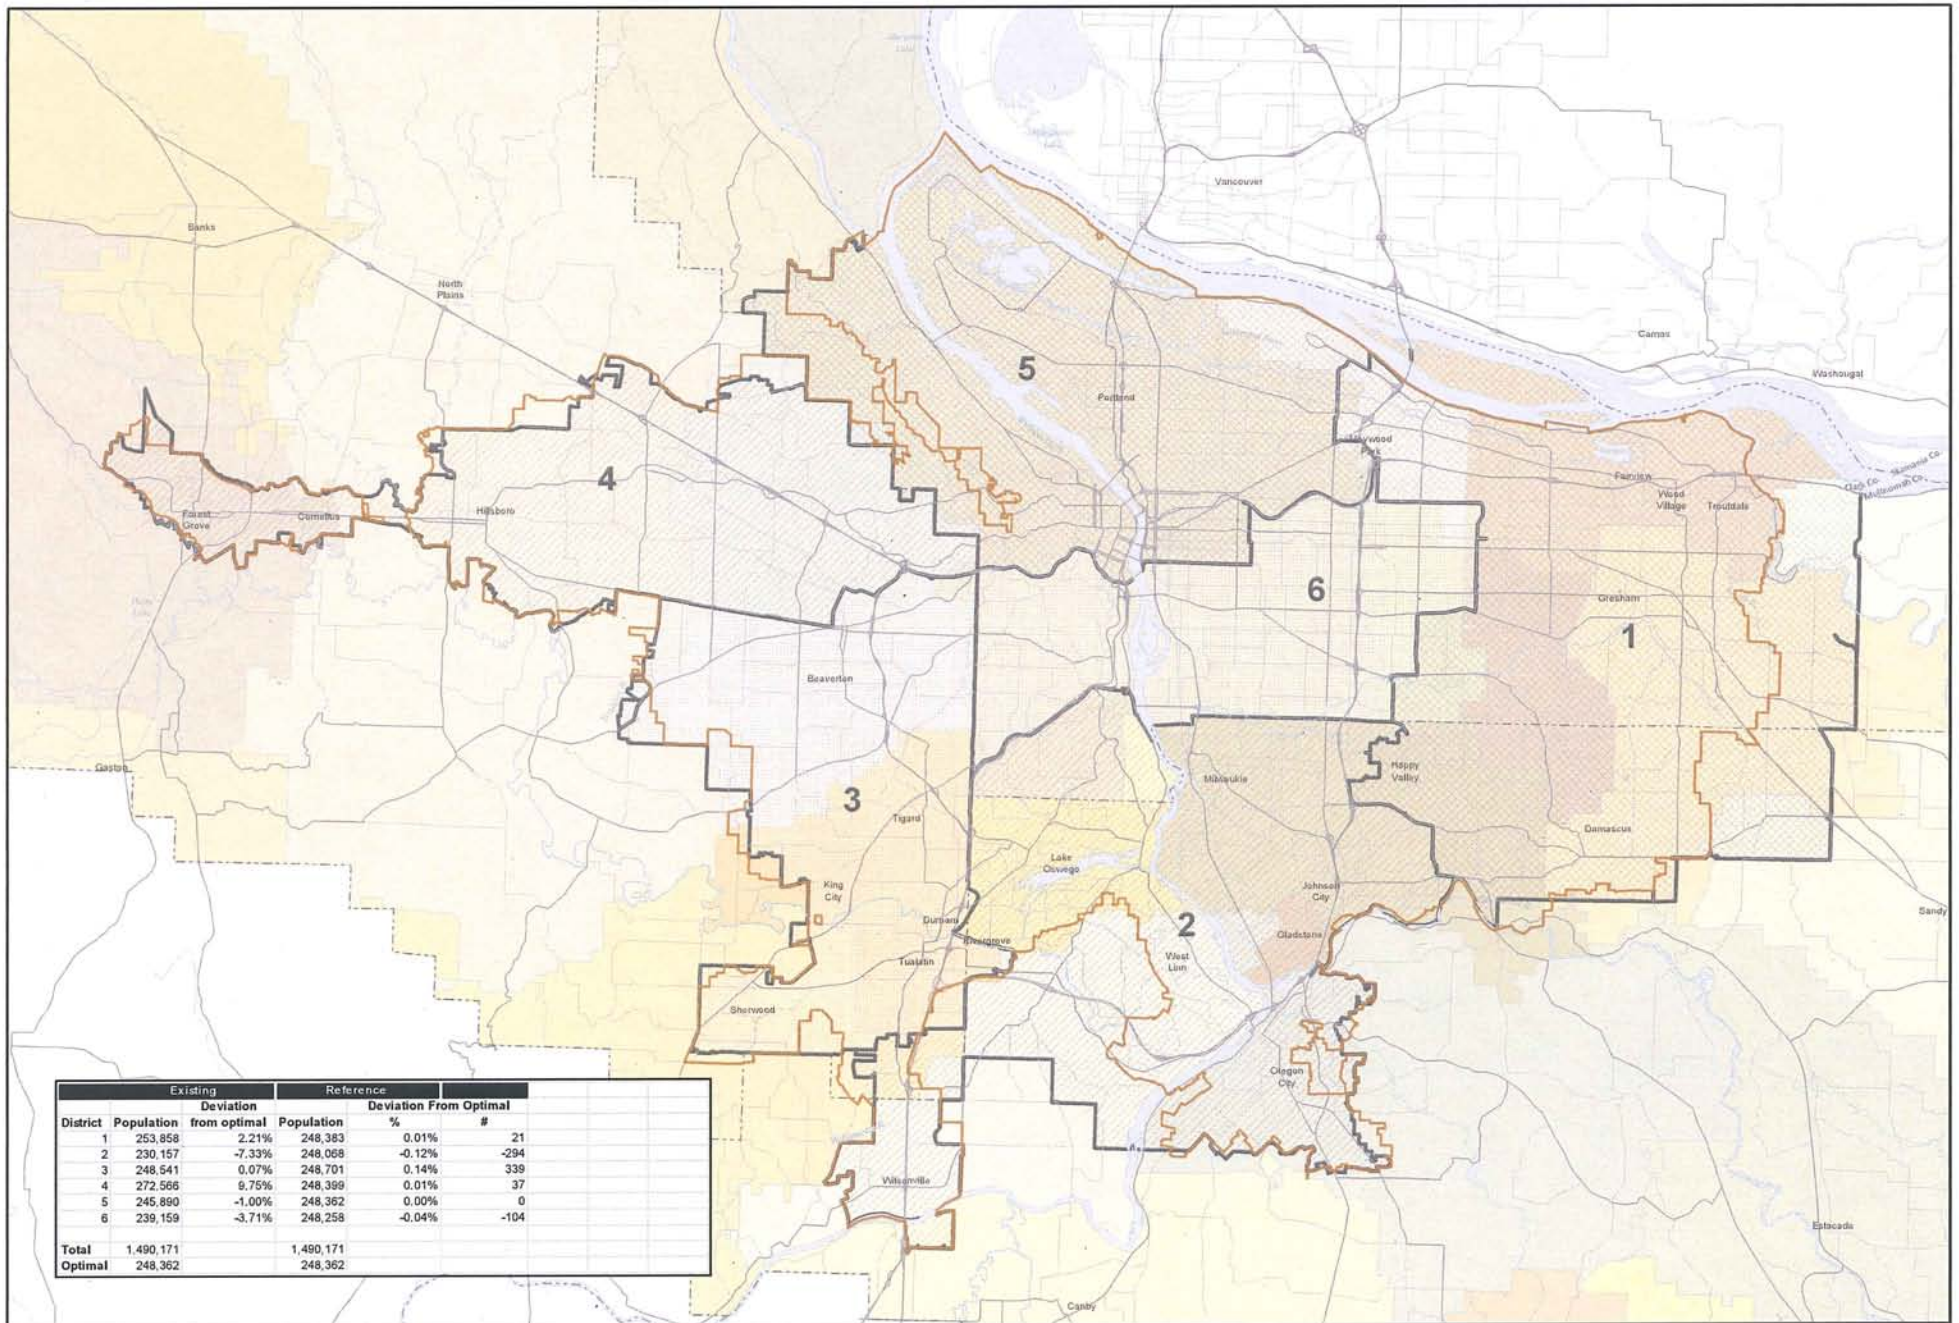 Vancouver
Banks
North
Plains
Camas
Washougal
5
Portland
Maywood
Park
Skamania Co.
Clark Co.
Multnomah Co.
4
Fairview
Wood
Village
Troutdale
Forest
Grove
Cornelius
Hillsboro
6
Gresham
1
Beaverton
Gaston
Happy
Valley
Milwaukie
3
Tigard
Damascus
Lake
Oswego
King
City
Johnson
City
Sandy
Durham
Rivergrove
2
Gladstone
West
Linn
Tualatin
Sherwood
Oregon
City
Wilsonville
Estacada
Canby
Existing Reference
Deviation Deviation From Optimal
District Population from optimal Population % #
1 253,858 2.21% 248,383 0.01% 21
2 230,157 -7.33% 248,068 -0.12% -294
3 248,541 0.07% 248,701 0.14% 339
4 272,566 9.75% 248,399 0.01% 37
5 245,890 -1.00% 248,362 0.00% 0
6 239,159 -3.71% 248,258 -0.04% -104
Total 1,490,171 1,490,171
Optimal 248,362 248,362